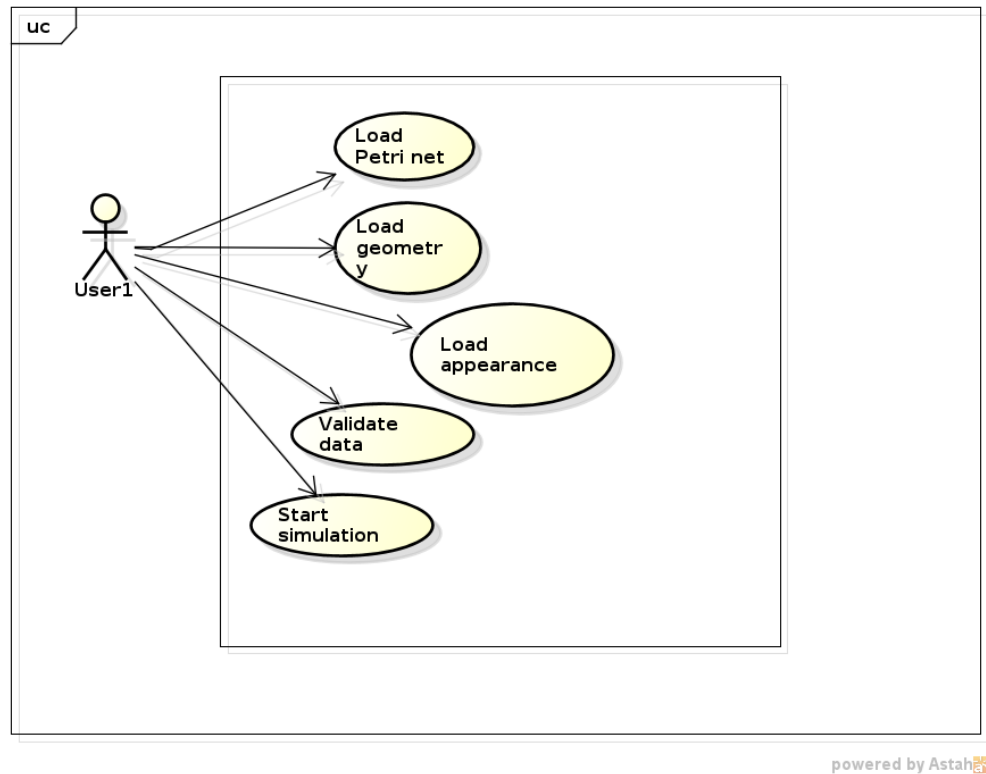 uc
Load
Petri net
Load
geometr
y
User1
Load
appearance
Validate
data
Start
simulation
powered by Astah